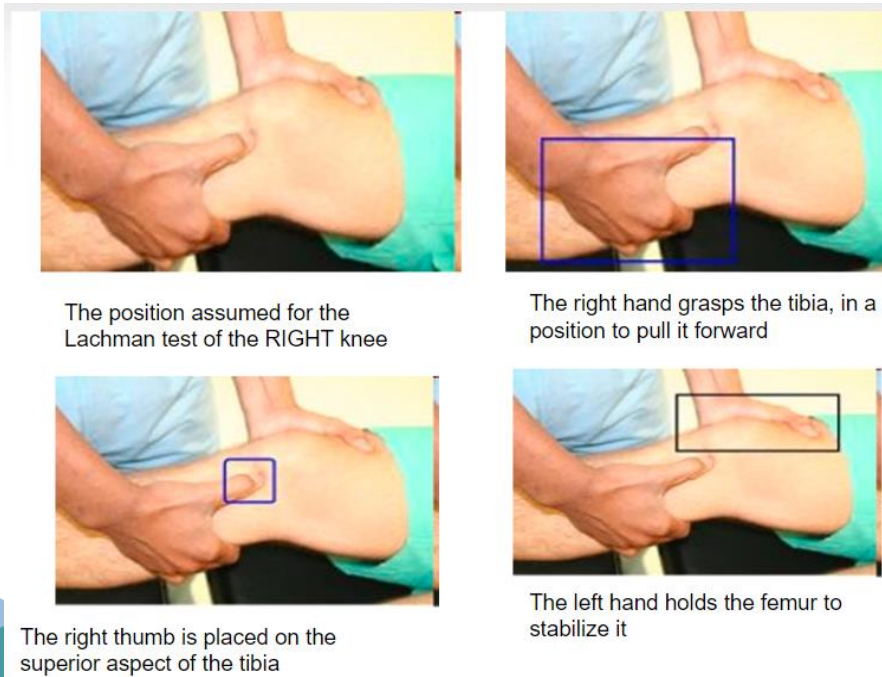 The position assumed for the
Lachman test of the RIGHT knee
The right hand grasps the tibia, in a
position to pull it forward
The right thumb is placed on the
superior aspect of the tibia
The left hand holds the femur to
stabilize it